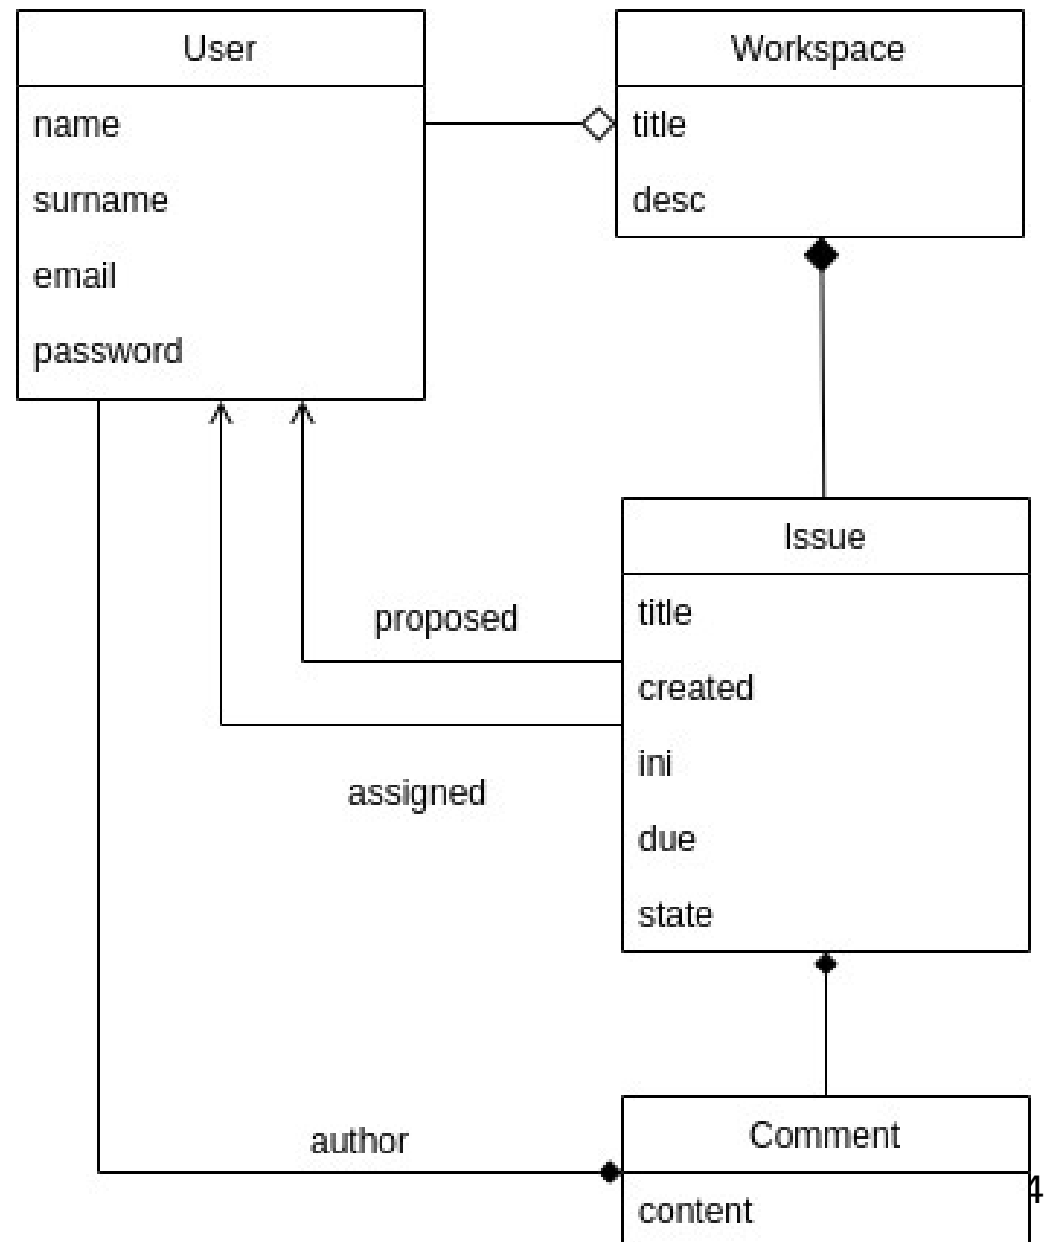 User
name
surname
email
password
Workspace
title
desc
proposed
assigned
Issue
title
created
ini
due
state
author
Comment
content
4